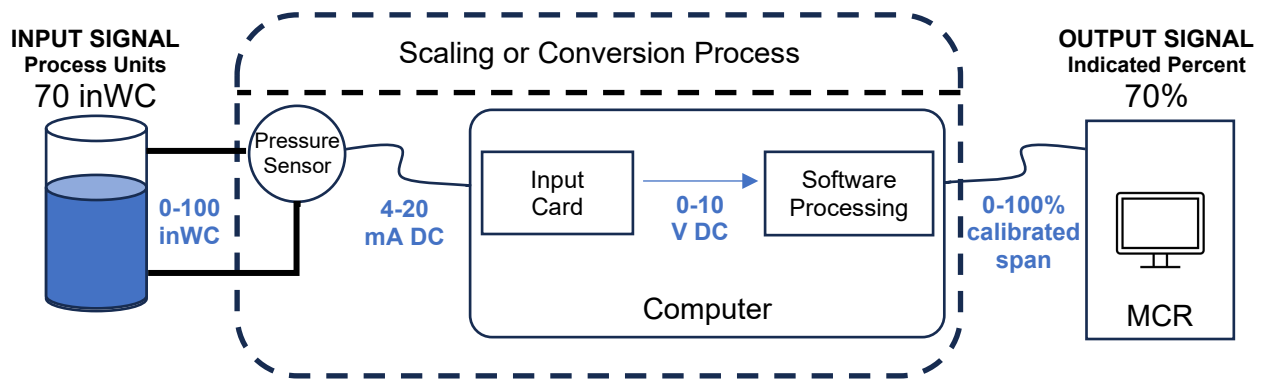 INPUT SIGNAL
Process Units
70 inWC
Scaling or Conversion Process
OUTPUT SIGNAL
Indicated Percent
70%
Pressure
Sensor
0-100
inWC
4-20
mA DC
Input
Card
0-10
V DC
Software
Processing
Computer
0-100%
calibrated
span
MCR